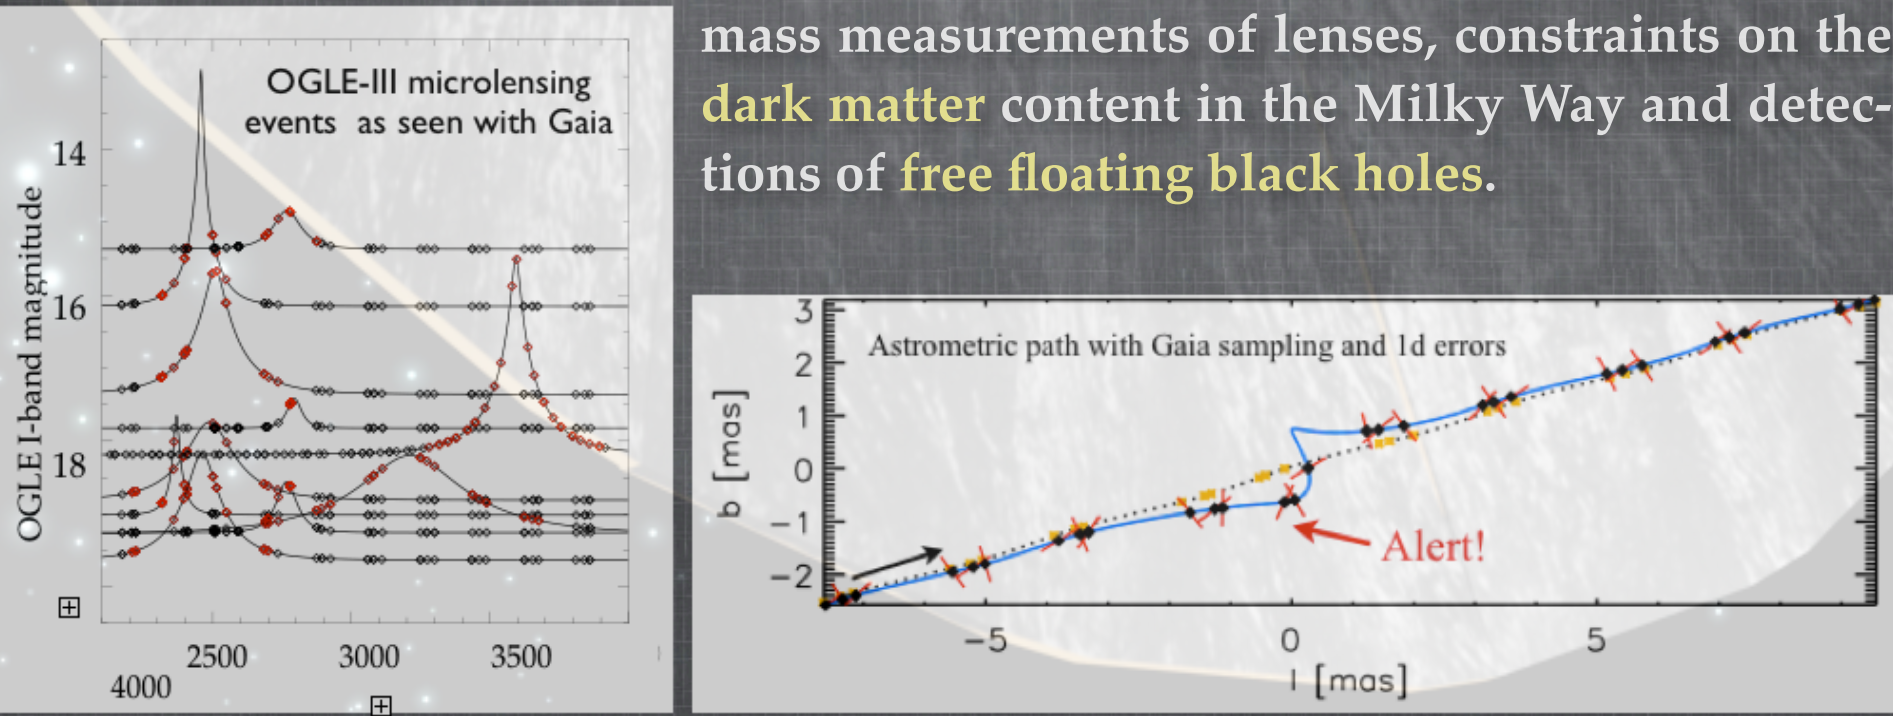 mass measurements of lenses, constraints on the
dark matter content in the Milky Way and detec-
tions of free floating black holes.
OGLE-III microlensing
events as seen with Gaia
OGLE I-band magnitude
14
16
18
2500 3000 3500
4000
Astrometric path with Gaia sampling and 1d errors
b [mas]
3
2
1
0
−1
−2
Alert!
−5 0 5
l [mas]